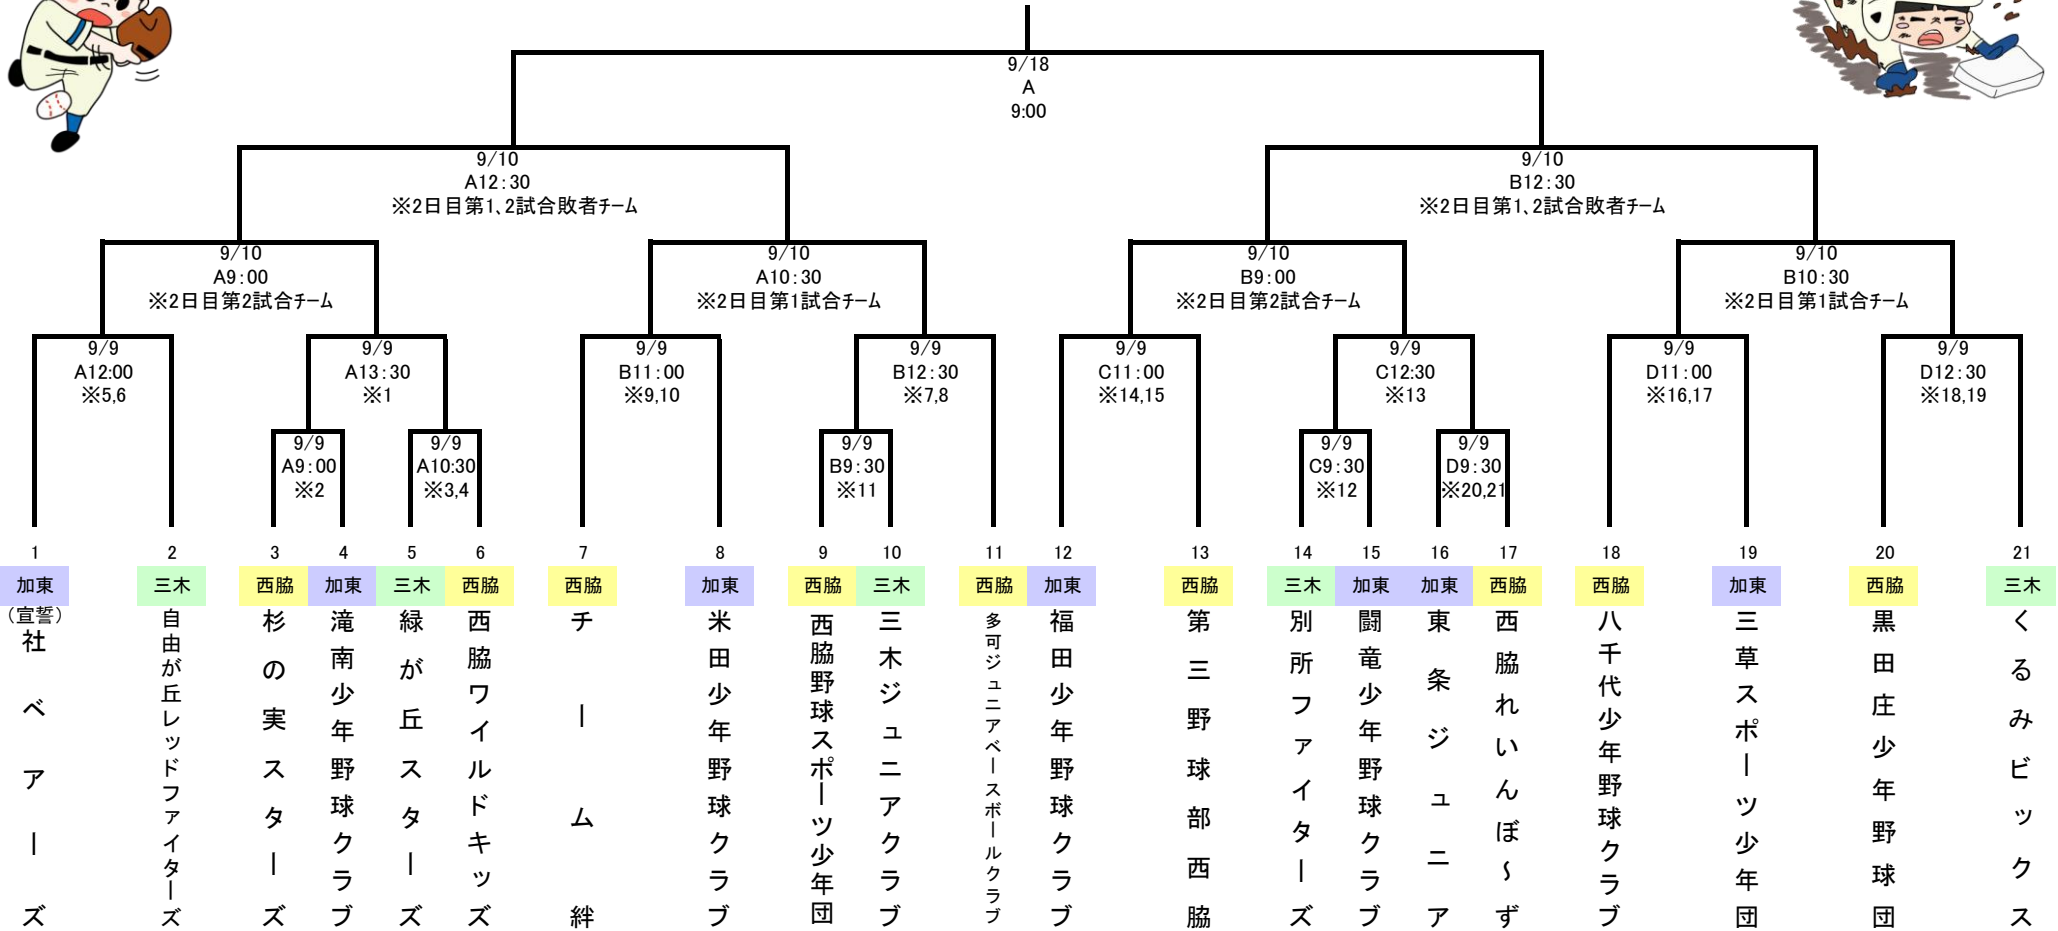 9/18
A
9:00
9/10
A12:30
※2日目第1、2試合敗者チーム
9/10
B12:30
※2日目第1、2試合敗者チーム
9/10
A9:00
※2日目第2試合チーム
9/10
A10:30
※2日目第1試合チーム
9/10
B9:00
※2日目第2試合チーム
9/10
B10:30
※2日目第1試合チーム
9/9
A12:00
※5,6
9/9
A13:30
※1
9/9
B11:00
※9,10
9/9
B12:30
※7,8
9/9
C11:00
※14,15
9/9
C12:30
※13
9/9
D11:00
※16,17
9/9
D12:30
※18,19
9/9
A9:00
※2
9/9
A10:30
※3,4
9/9
B9:30
※11
9/9
C9:30
※12
9/9
D9:30
※20,21
1
加東
(宣誓)
社ベアーズ
2
三木
自由が丘レッドファイターズ
3
西脇
杉の実スターズ
4
加東
滝南少年野球クラブ
5
三木
緑が丘スターズ
6
西脇
西脇ワイルドキッズ
7
西脇
チーム絆
8
加東
米田少年野球クラブ
9
西脇
西脇野球スポーツ少年団
10
三木
三木ジュニアクラブ
11
西脇
多可ジュニアベースボールクラブ
12
加東
福田少年野球クラブ
13
西脇
第三野球部西脇
14
三木
別所ファイターズ
15
加東
闘竜少年野球クラブ
16
加東
東条ジュニア
17
西脇
西脇れいんぼ～ず
18
西脇
八千代少年野球クラブ
19
加東
三草スポーツ少年団
20
西脇
黒田庄少年野球団
21
三木
くるみビックス